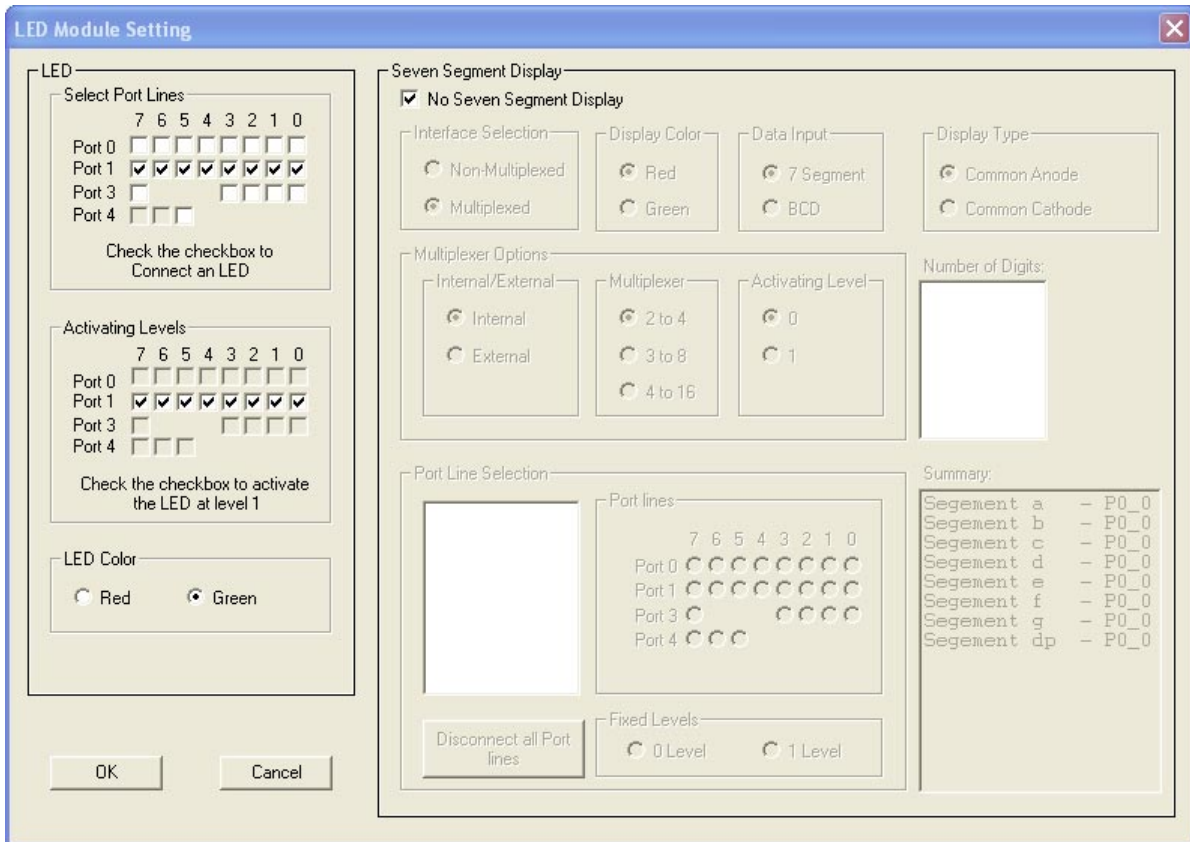 LED Module Setting
LED
Select Port Lines
7 6 5 4 3 2 1 0
Port 0
Port 1
Port 3
Port 4
Check the checkbox to
Connect an LED
Activating Levels
7 6 5 4 3 2 1 0
Port 0
Port 1
Port 3
Port 4
Check the checkbox to activate
the LED at level 1
LED Color
Red Green
OK Cancel
Seven Segment Display
No Seven Segment Display
Interface Selection
Non-Multiplexed
Multiplexed
Display Color
Red
Green
Data Input
7 Segment
BCD
Display Type
Common Anode
Common Cathode
Multiplexer Options
Internal/External
Internal
External
Multiplexer
2 to 4
3 to 8
4 to 16
Activating Level
0
1
Number of Digits:
Port Line Selection
Disconnect all Port
lines
Port lines
7 6 5 4 3 2 1 0
Port 0
Port 1
Port 3
Port 4
Fixed Levels
0 Level 1 Level
Summary:
Segement a - P0_0
Segement b - P0_0
Segement c - P0_0
Segement d - P0_0
Segement e - P0_0
Segement f - P0_0
Segement g - P0_0
Segement dp - P0_0